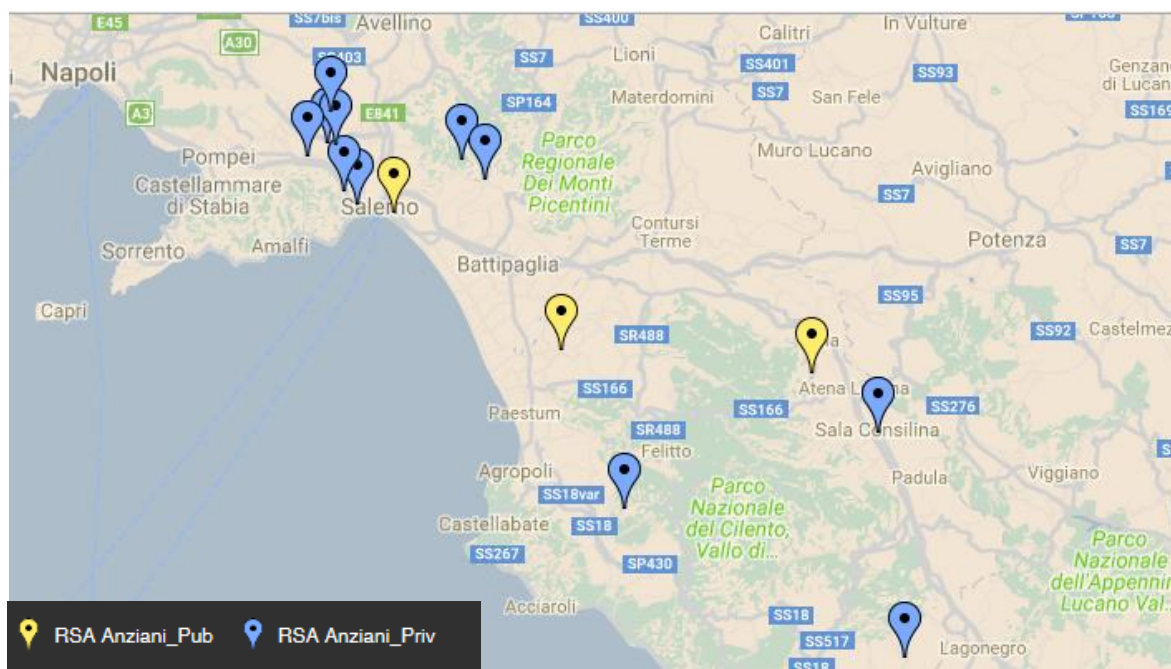 E45
SS7bis
Avellino
SS400
Calitri
In Vulture
A30
SS7
Lioni
SS401
SS93
Genzano
di Lucan
Napoli
SS7
A3
SP164
Materdomini
San Fele
SS169
E841
Parco
Regionale
Dei Monti
Picentini
Muro Lucano
Avigliano
Pompei
Castellammare
di Stabia
SS7
Salerno
Contursi
Terme
Amalfi
Sorrento
Battipaglia
Potenza
SS7
Capri
SS95
SR488
SS92
Castelmez
SS166
Atena Lucina
Paestum
SS166
SS276
SR488
Sala Consilina
Felitto
Agropoli
Padula
Viggiano
SS18var
Parco
Nazionale
del Cilento,
Vallo di...
Castellabate
SS18
SS267
SP430
Parco
Nazionale
dell'Appennin
Lucano Val...
Acciaroli
SS18
SS517
Lagonegro
SS18
RSA Anziani_Pub
RSA Anziani_Priv